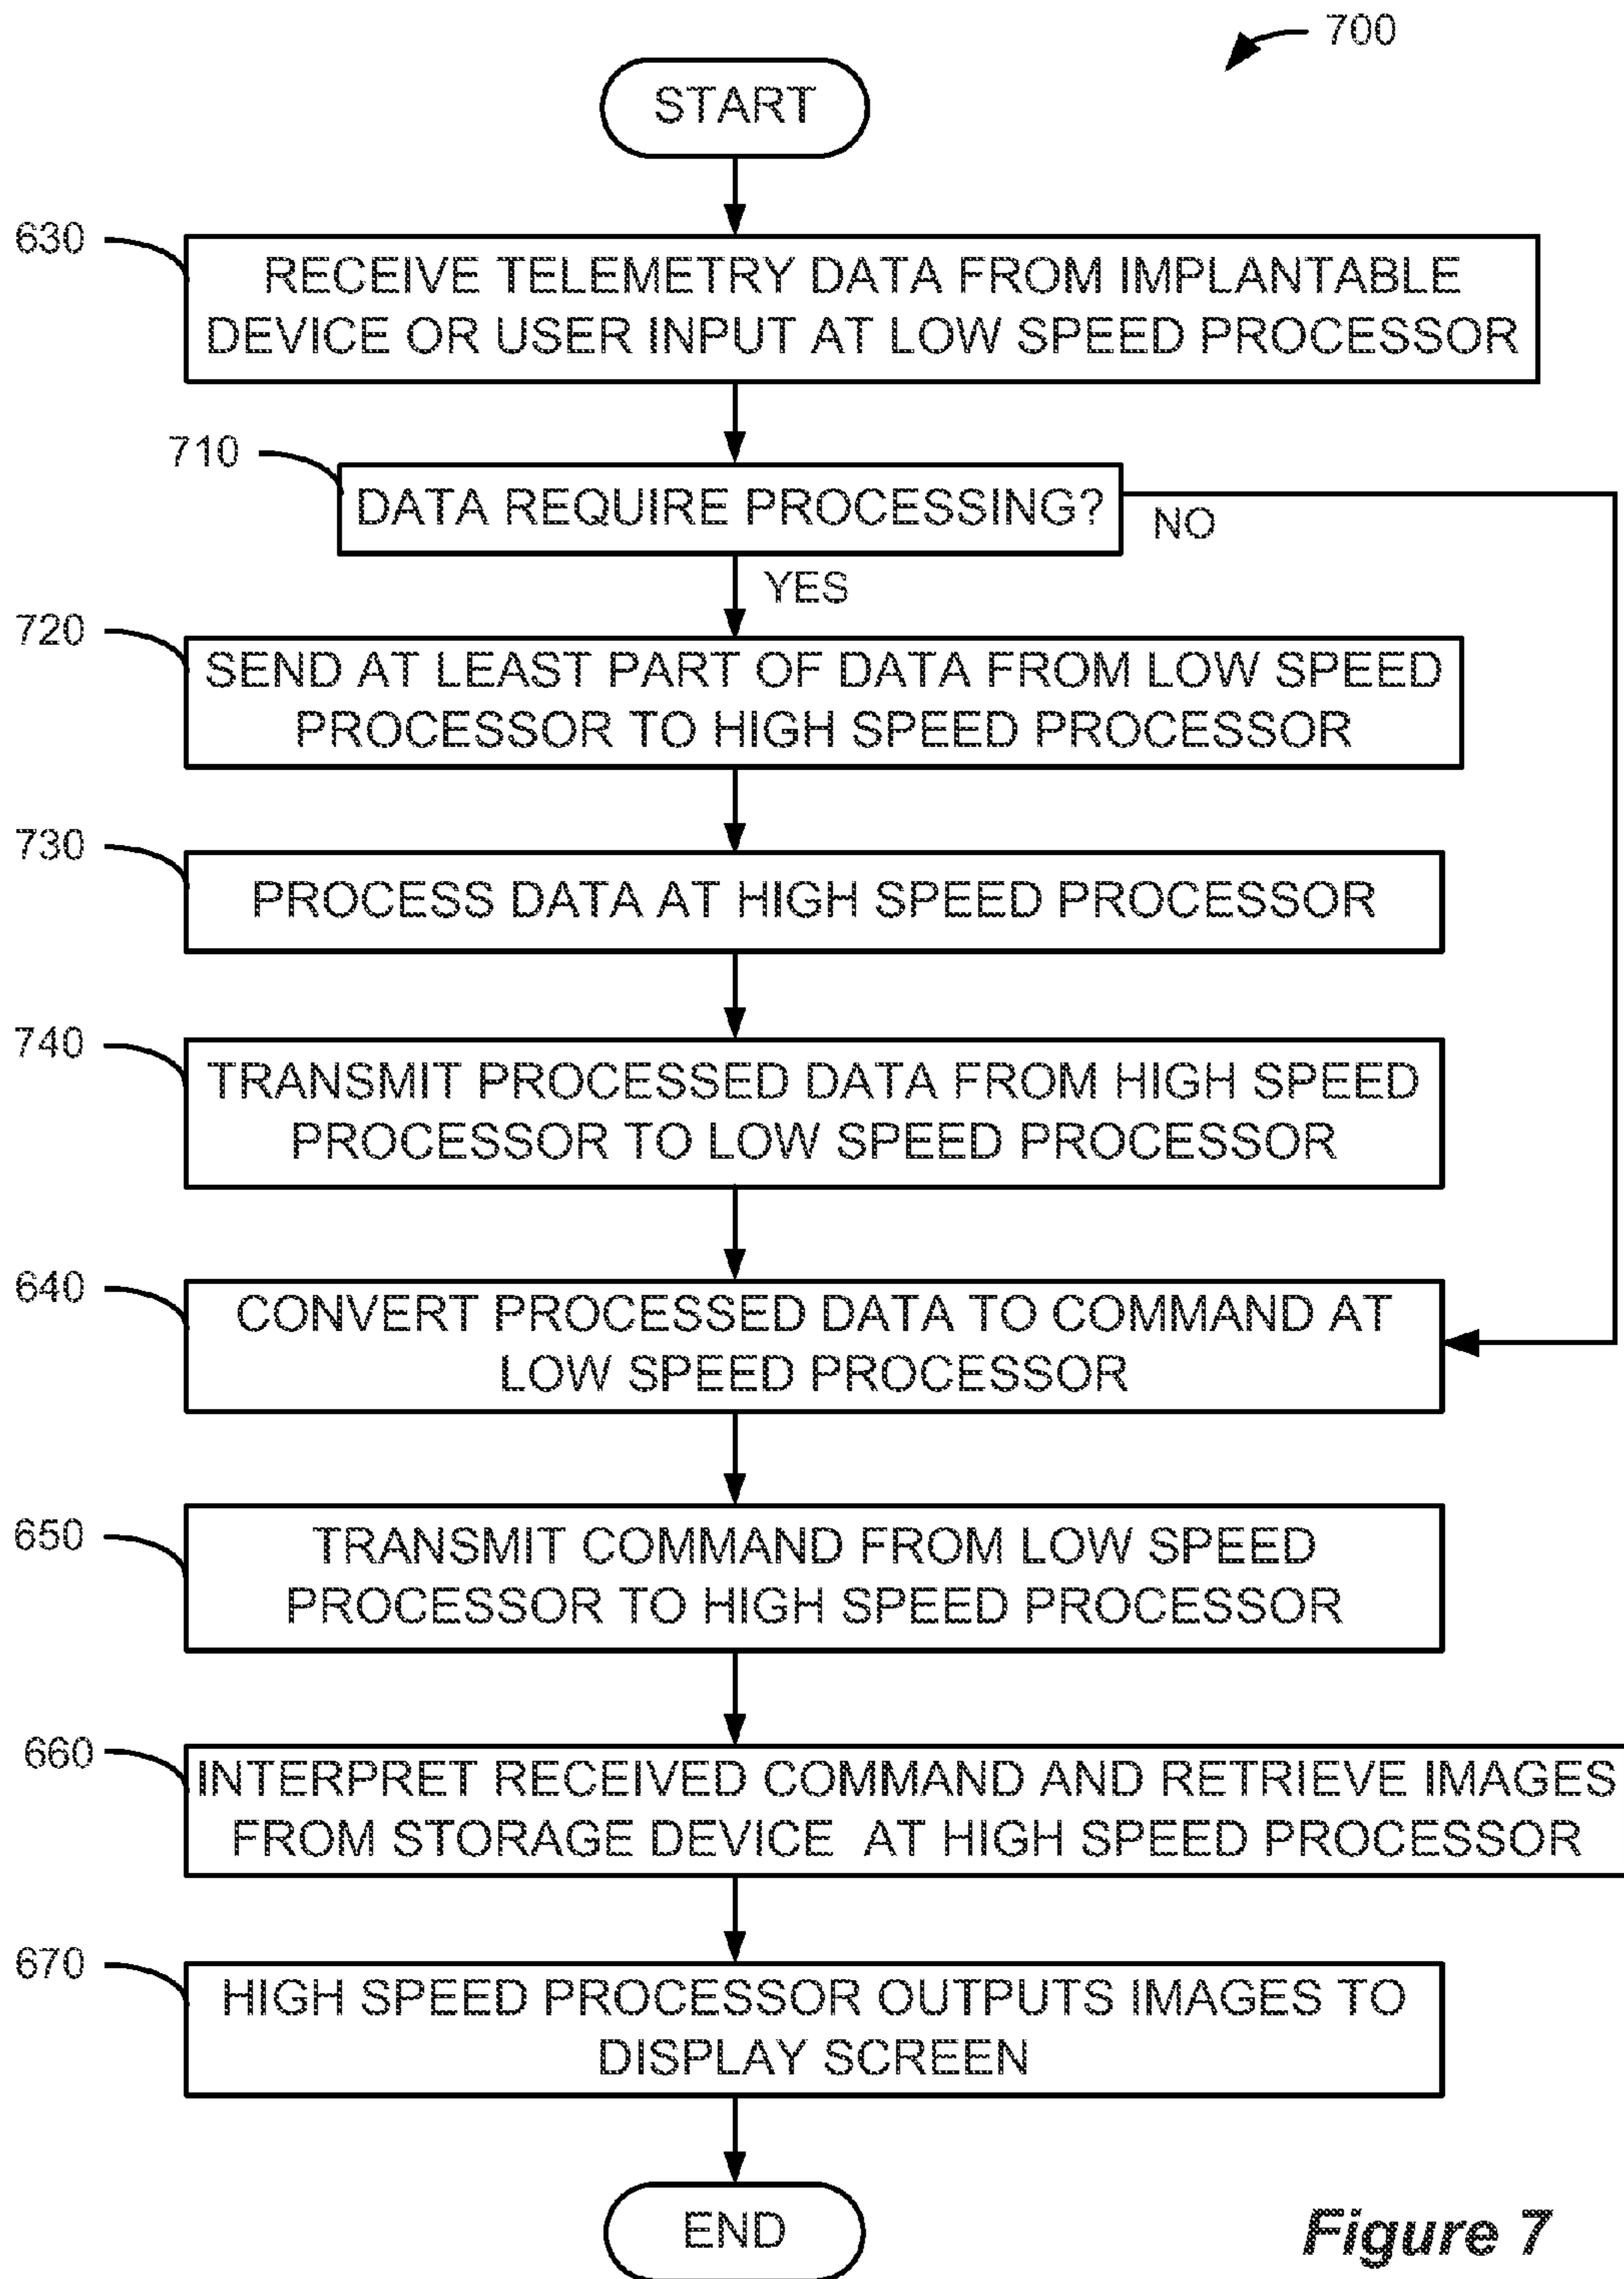 700
START
630
RECEIVE TELEMETRY DATA FROM IMPLANTABLE
DEVICE OR USER INPUT AT LOW SPEED PROCESSOR
710
DATA REQUIRE PROCESSING?
NO
YES
720
SEND AT LEAST PART OF DATA FROM LOW SPEED
PROCESSOR TO HIGH SPEED PROCESSOR
730
PROCESS DATA AT HIGH SPEED PROCESSOR
740
TRANSMIT PROCESSED DATA FROM HIGH SPEED
PROCESSOR TO LOW SPEED PROCESSOR
640
CONVERT PROCESSED DATA TO COMMAND AT
LOW SPEED PROCESSOR
650
TRANSMIT COMMAND FROM LOW SPEED
PROCESSOR TO HIGH SPEED PROCESSOR
660
INTERPRET RECEIVED COMMAND AND RETRIEVE IMAGES
FROM STORAGE DEVICE AT HIGH SPEED PROCESSOR
670
HIGH SPEED PROCESSOR OUTPUTS IMAGES TO
DISPLAY SCREEN
END
Figure 7